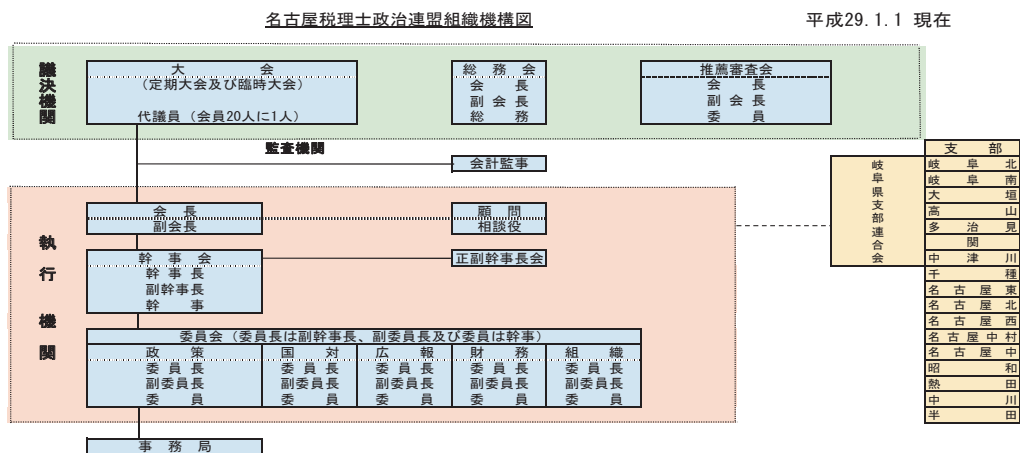 名古屋税理士政治連盟組織機構図
平成29.1.1 現在
議決機関
大会
(定期大会及び臨時大会)
代議員(会員20人に1人)
総務会
会長
副会長
総務
推薦審査会
会長
副会長
委員
監査機関
会計監事
執行機関
会長
副会長
顧問
相談役
幹事会
幹事長
副幹事長
幹事
正副幹事長会
委員会(委員長は副幹事長、副委員長及び委員は幹事)
政策
委員長
副委員長
委員
国対
委員長
副委員長
委員
広報
委員長
副委員長
委員
財務
委員長
副委員長
委員
組織
委員長
副委員長
委員
事務局
岐阜県支部連合会
支部
岐阜北
岐阜南
大垣
高山
多治見
関
中津川
千種
名古屋東
名古屋北
名古屋西
名古屋中村
名古屋中
昭和
熱田
中川
半田